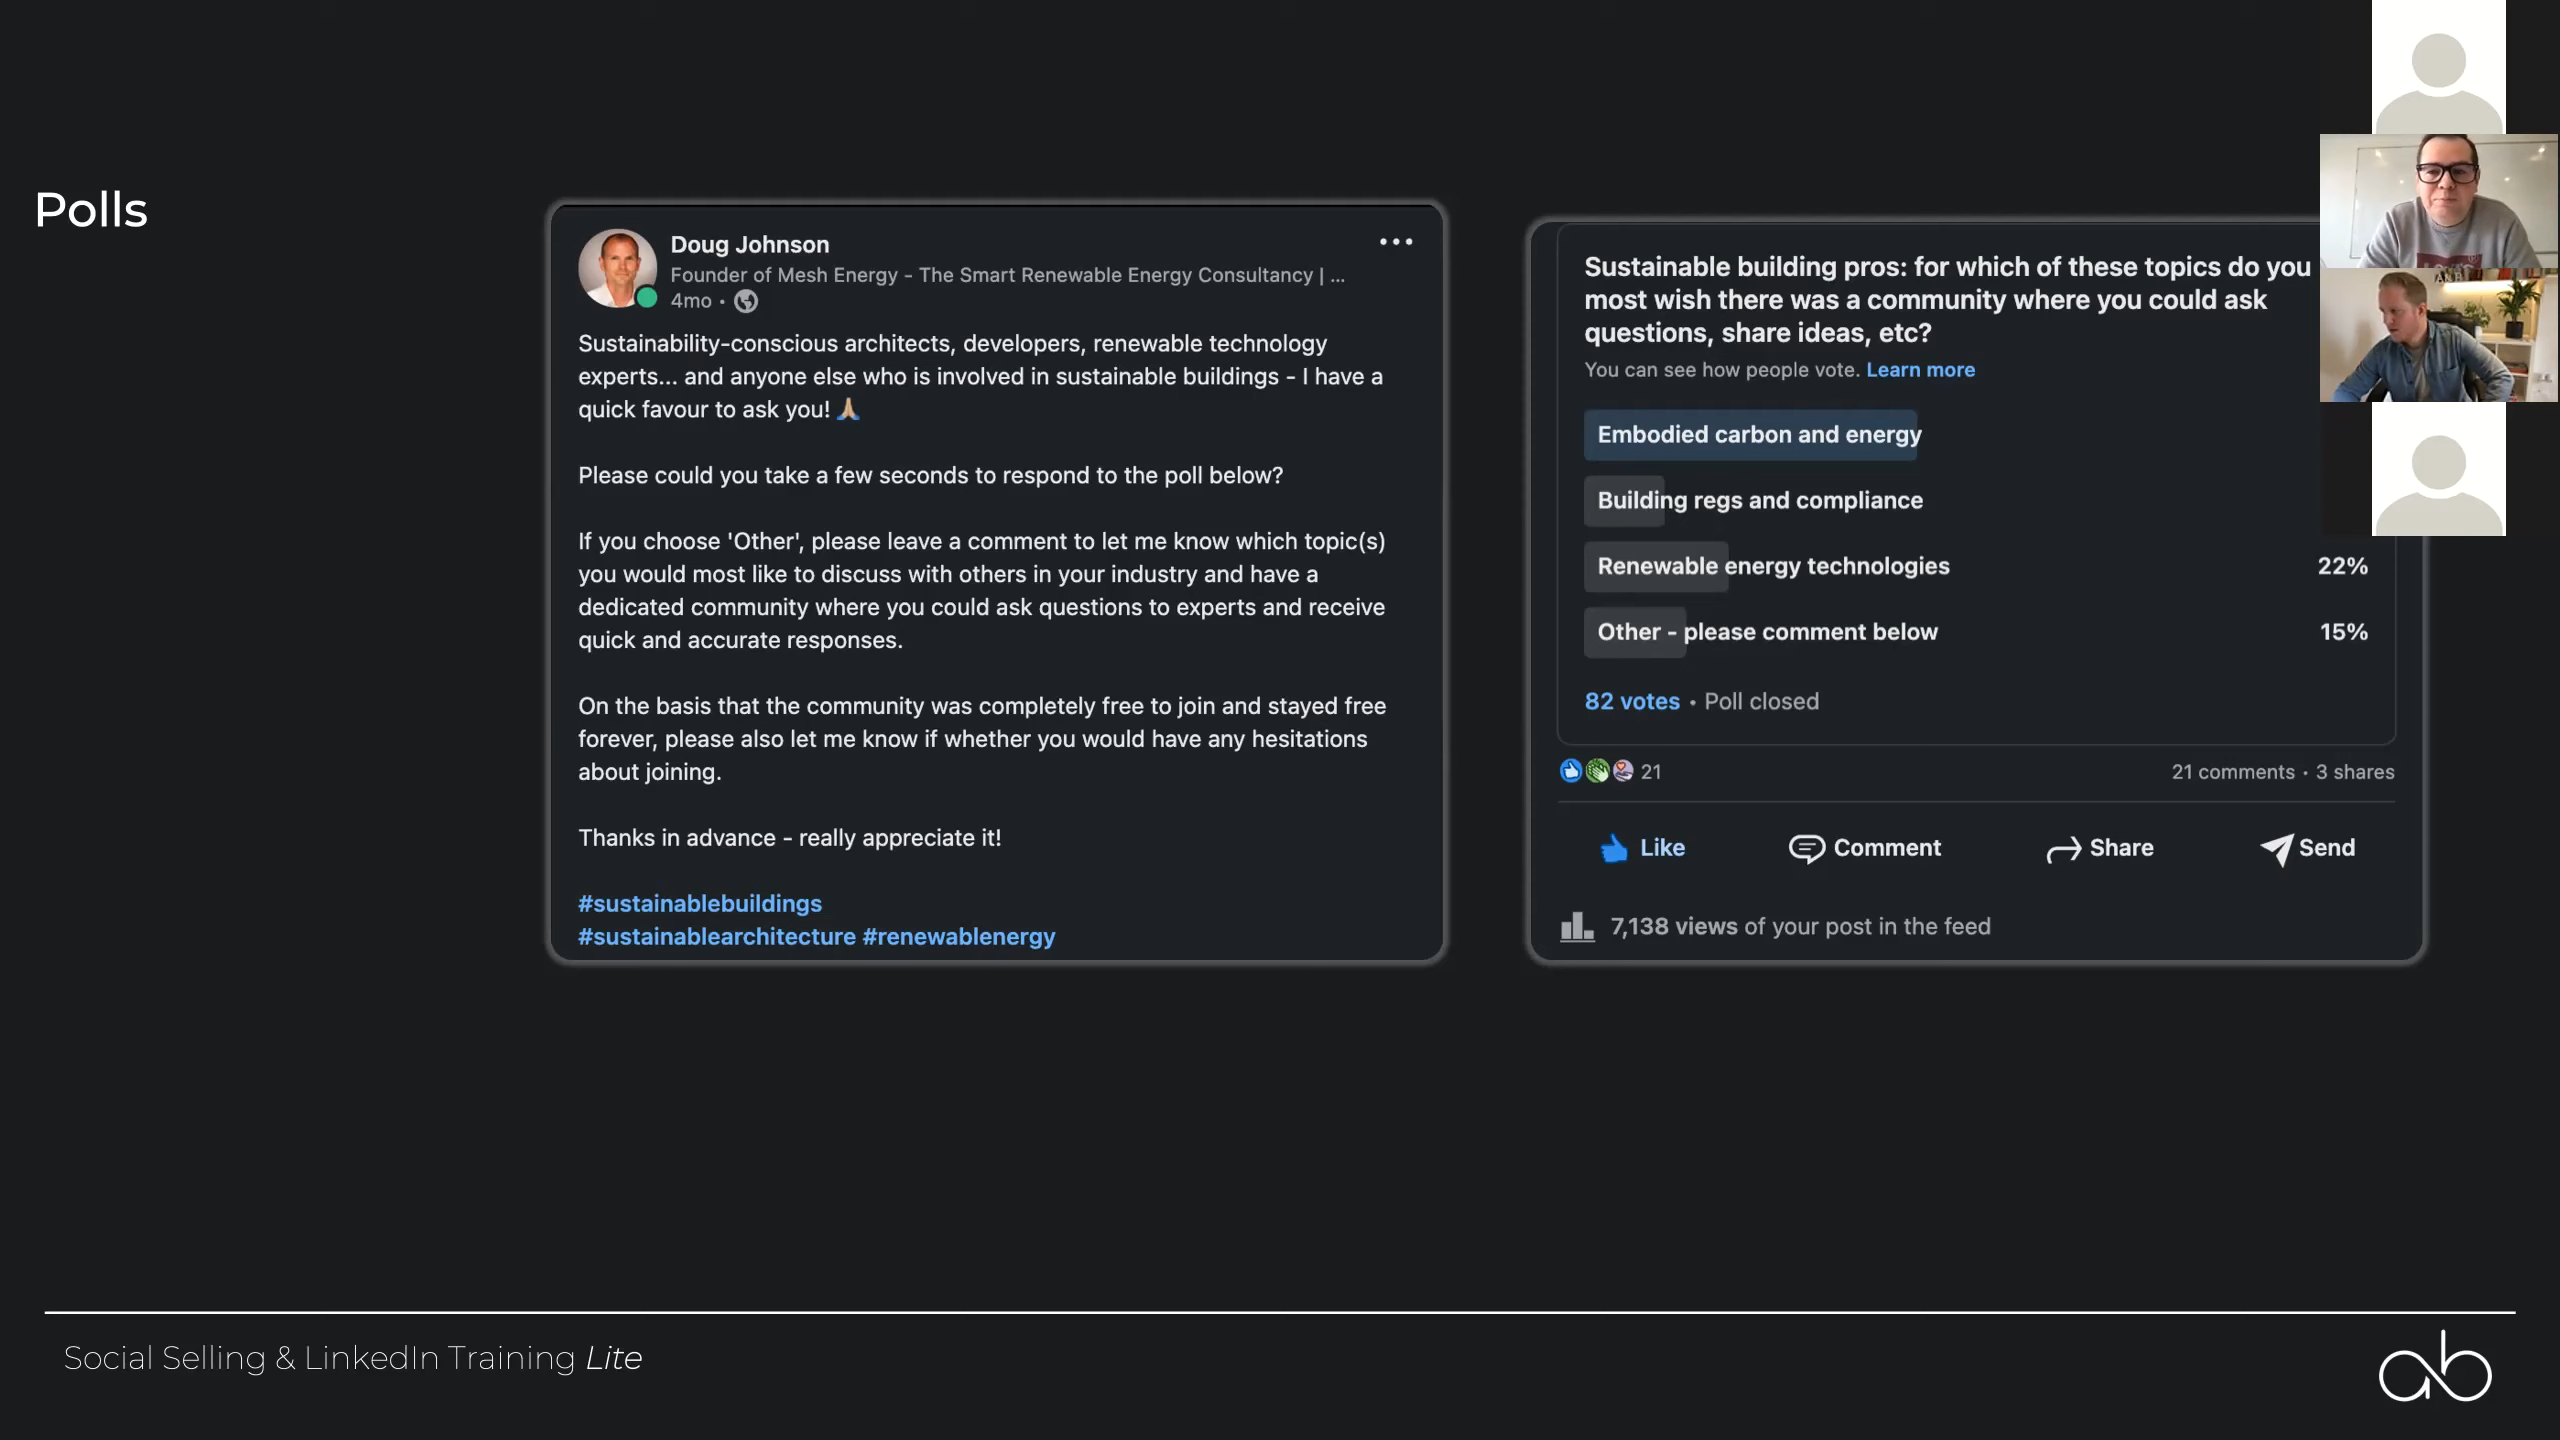 Polls
Doug Johnson
Founder of Mesh Energy - The Smart Renewable Energy Consultancy | ...
4mo •
Sustainability-conscious architects, developers, renewable technology
experts... and anyone else who is involved in sustainable buildings - I have a
quick favour to ask you! 🙏🏼
Please could you take a few seconds to respond to the poll below?
If you choose 'Other', please leave a comment to let me know which topic(s)
you would most like to discuss with others in your industry and have a
dedicated community where you could ask questions to experts and receive
quick and accurate responses.
On the basis that the community was completely free to join and stayed free
forever, please also let me know if whether you would have any hesitations
about joining.
Thanks in advance - really appreciate it!
#sustainablebuildings
#sustainablearchitecture #renewablenergy
Sustainable building pros: for which of these topics do you
most wish there was a community where you could ask
questions, share ideas, etc?
You can see how people vote. Learn more
Embodied carbon and energy
Building regs and compliance
Renewable energy technologies 22%
Other - please comment below 15%
82 votes • Poll closed
21 21 comments • 3 shares
Like Comment Share Send
7,138 views of your post in the feed
Social Selling & LinkedIn Training Lite
ab